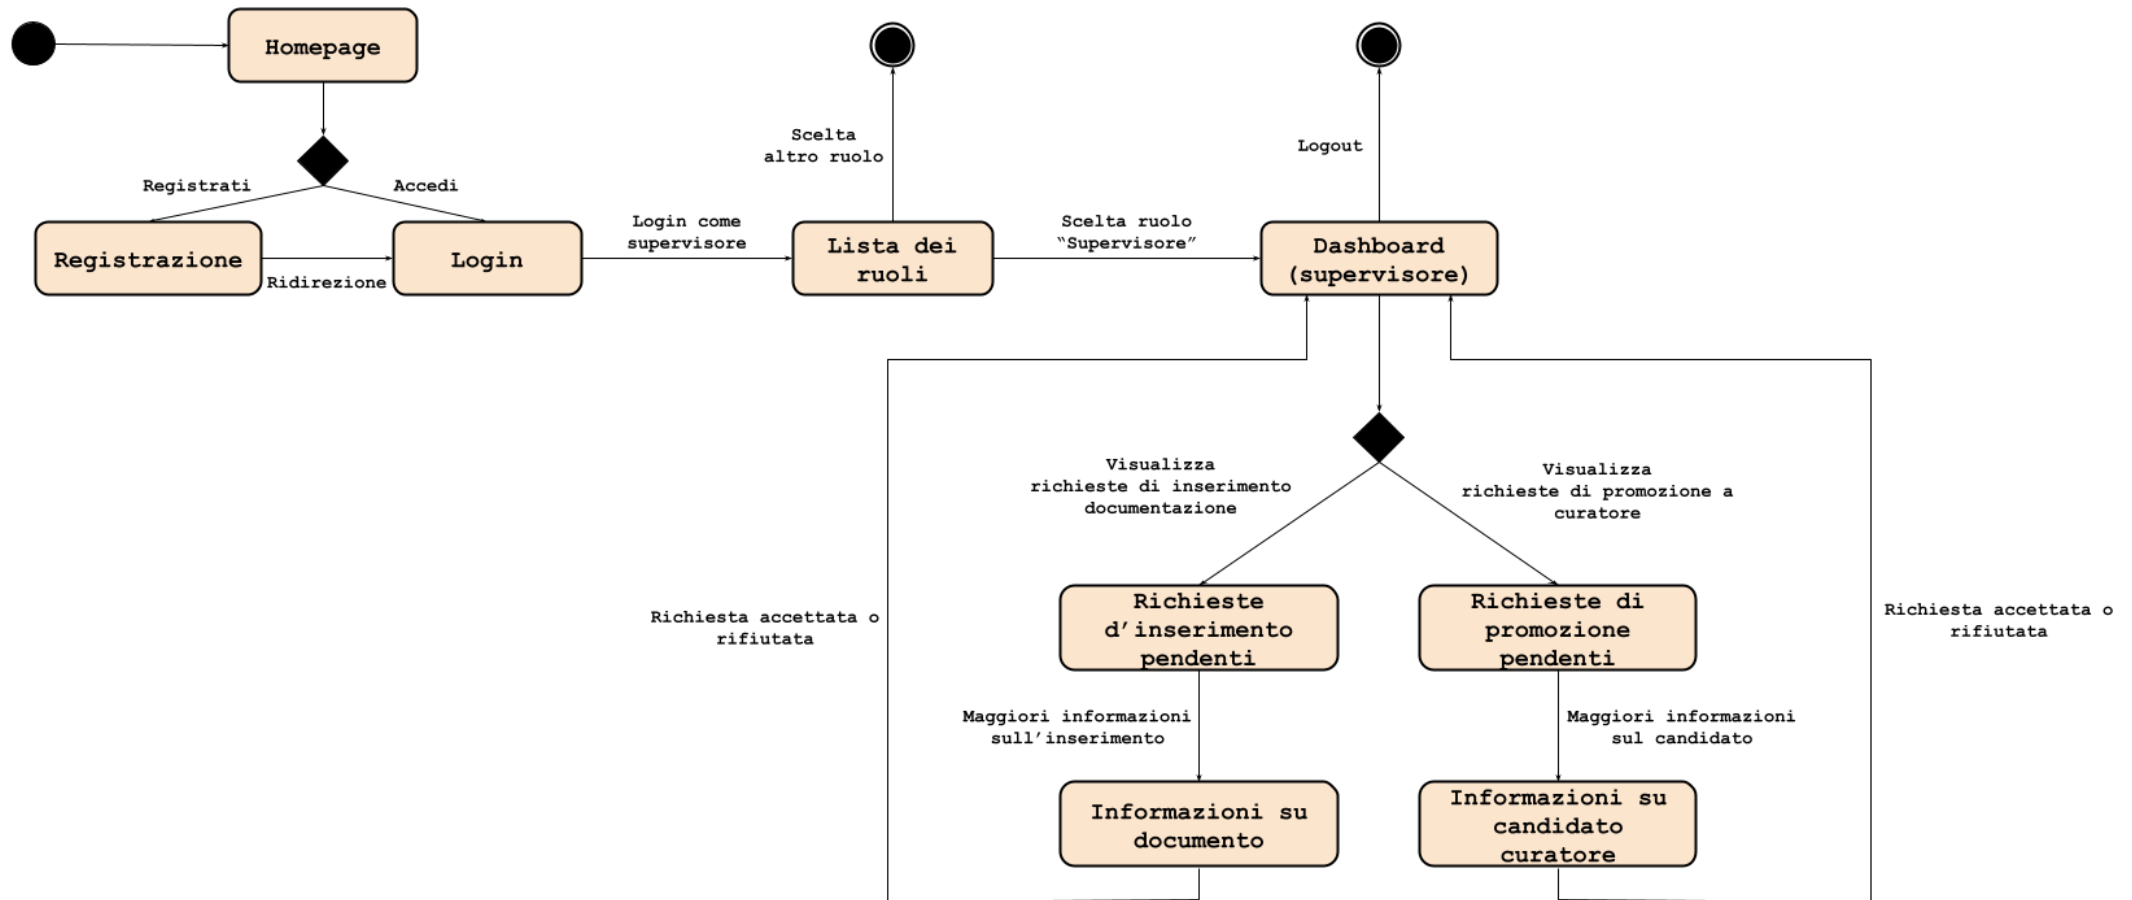 Homepage
Scelta
altro ruolo
Logout
Registrati
Accedi
Registrazione
Ridirezione
Login
Login come
supervisore
Lista dei
ruoli
Scelta ruolo
“Supervisore”
Dashboard
(supervisore)
Visualizza
richieste di inserimento
documentazione
Visualizza
richieste di promozione a
curatore
Richiesta accettata o
rifiutata
Richieste
d’inserimento
pendenti
Richieste di
promozione
pendenti
Richiesta accettata o
rifiutata
Maggiori informazioni
sull’inserimento
Maggiori informazioni
sul candidato
Informazioni su
documento
Informazioni su
candidato
curatore